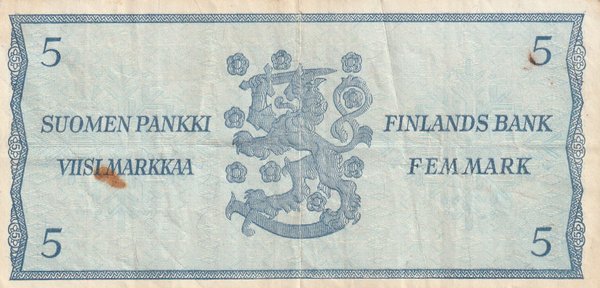 5 5
SUOMEN PANKKI FINLANDS BANK
VIISI MARKKAA FEM MARK
5 5